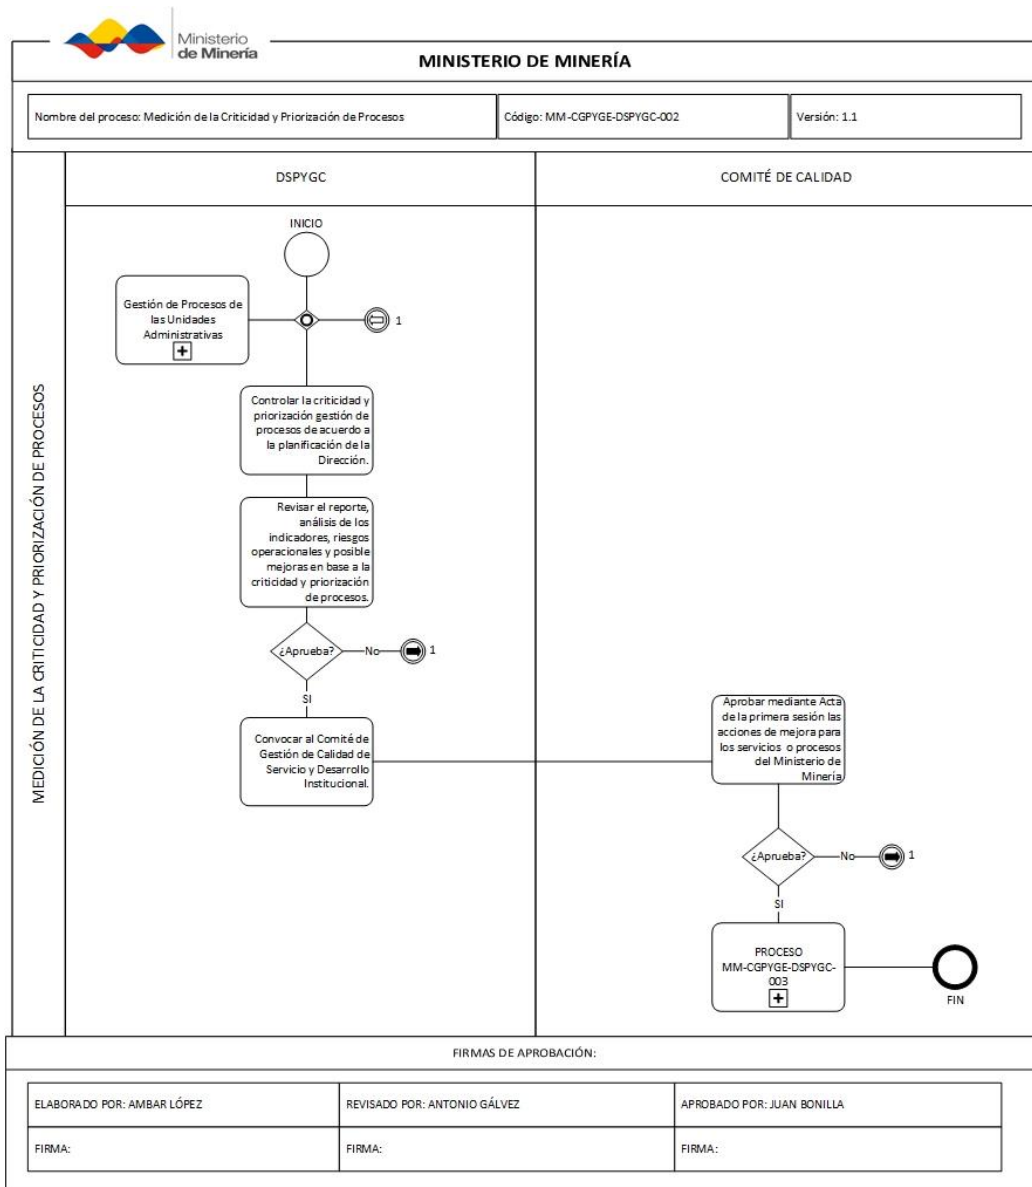 Ministerio
de Minería
MINISTERIO DE MINERÍA
Nombre del proceso: Medición de la Criticidad y Priorización de Procesos
Código: MM-CGPYGE-DSPYGC-002
Versión: 1.1
MEDICIÓN DE LA CRITICIDAD Y PRIORIZACIÓN DE PROCESOS
DSPYGC
COMITÉ DE CALIDAD
INICIO
Gestión de Procesos de
las Unidades
Administrativas
1
Controlar la criticidad y
priorización gestión de
procesos de acuerdo a
la planificación de la
Dirección.
Revisar el reporte,
análisis de los
indicadores, riesgos
operacionales y posible
mejoras en base a la
criticidad y priorización
de procesos.
¿Aprueba?
No
1
SI
Convocar al Comité de
Gestión de Calidad de
Servicio y Desarrollo
Institucional.
Aprobar mediante Acta
de la primera sesión las
acciones de mejora para
los servicios o procesos
del Ministerio de
Minería
¿Aprueba?
No
1
SI
PROCESO
MM-CGPYGE-DSPYGC-
003
FIN
FIRMAS DE APROBACIÓN:
ELABORADO POR: AMBAR LÓPEZ
REVISADO POR: ANTONIO GÁLVEZ
APROBADO POR: JUAN BONILLA
FIRMA:
FIRMA:
FIRMA: